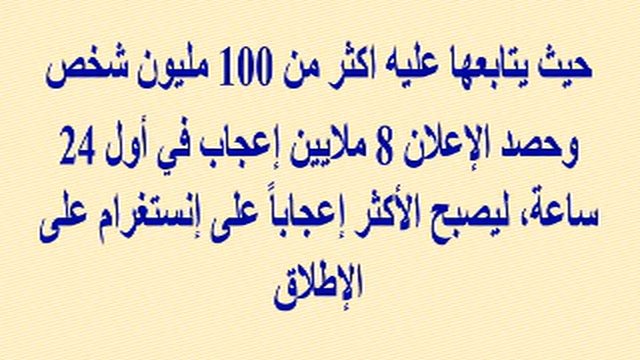 حيث يتابعها عليه اكثر من 100 مليون شخص
وحصد الإعلان 8 ملايين إعجاب في أول 24
ساعة، ليصبح الأكثر إعجاباً على إنستغرام على
الإطلاق